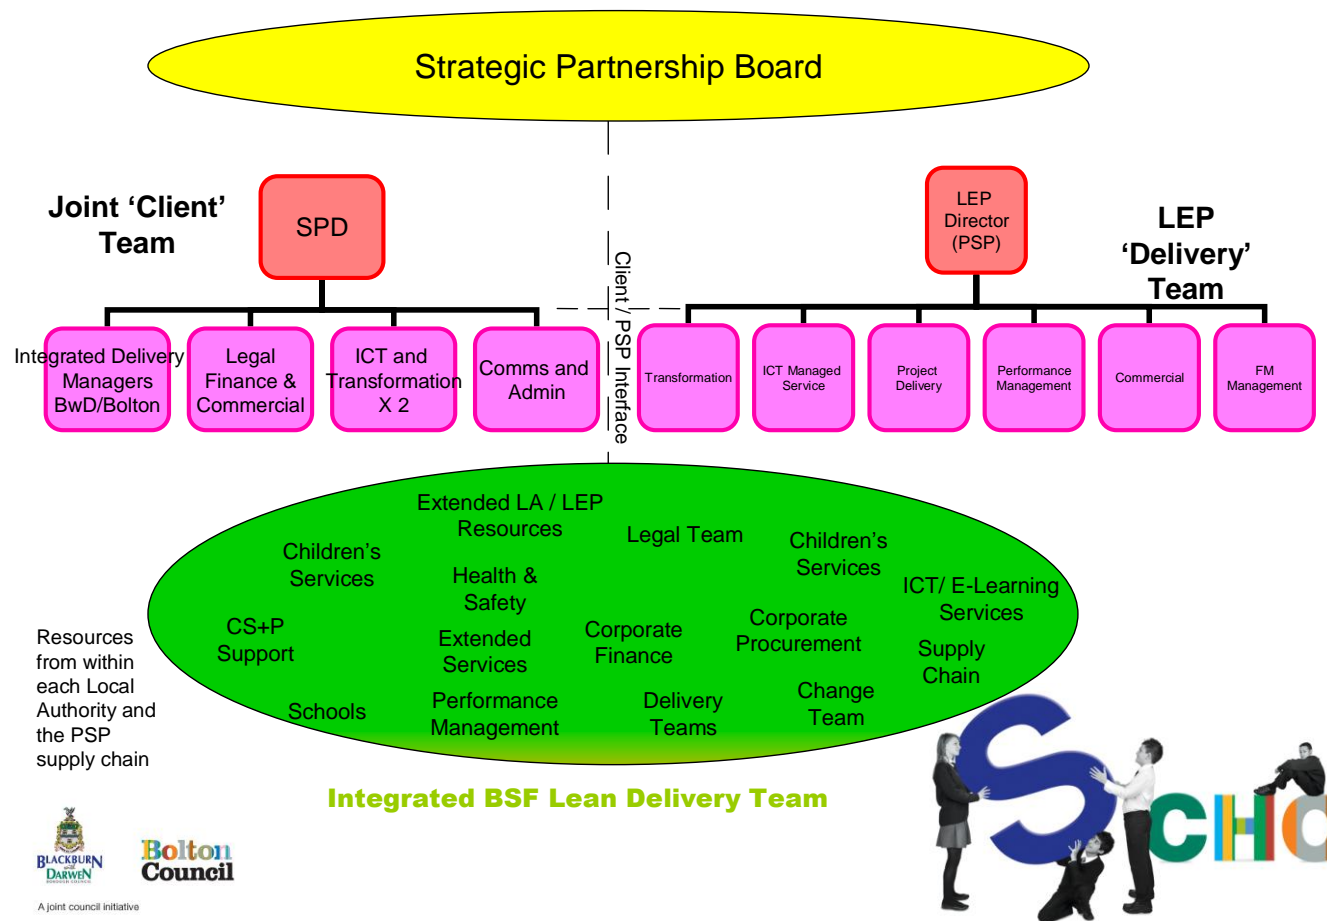 Strategic Partnership Board
Joint ‘Client’
Team
SPD
LEP
Director
(PSP)
LEP
‘Delivery’
Team
Client / PSP Interface
Integrated Delivery
Managers
BwD/Bolton
Legal
Finance &
Commercial
ICT and
Transformation
X 2
Comms and
Admin
Transformation
ICT Managed
Service
Project
Delivery
Performance
Management
Commercial
FM
Management
Extended LA / LEP
Resources
Legal Team
Children’s
Services
Children’s
Services
Health &
Safety
ICT/ E-Learning
Services
CS+P
Support
Extended
Services
Corporate
Finance
Corporate
Procurement
Supply
Chain
Schools
Performance
Management
Delivery
Teams
Change
Team
Resources
from within
each Local
Authority and
the PSP
supply chain
Integrated BSF Lean Delivery Team
BLACKBURN
with
DARWEN
BOROUGH COUNCIL
Bolton
Council
A joint council initiative
SCHO